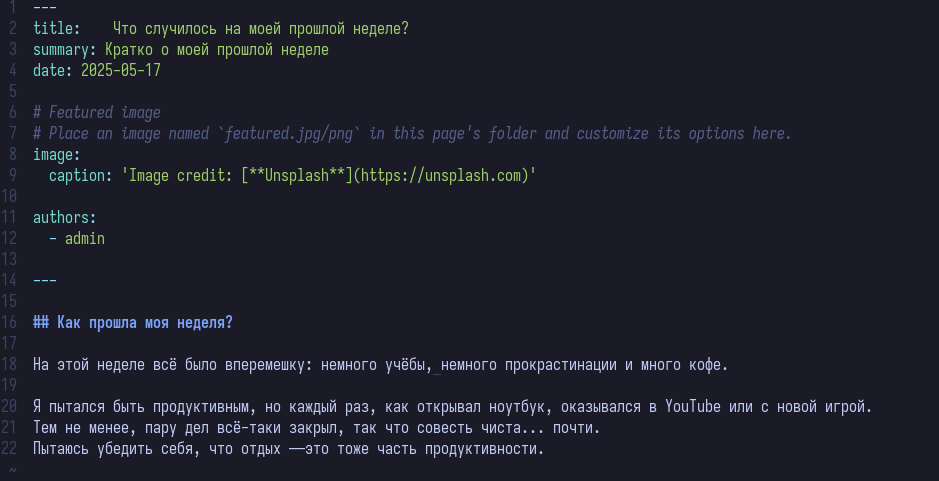 1 ---
2 title:    Что случилось на моей прошлой неделе?
3 summary: Кратко о моей прошлой неделе
4 date: 2025-05-17
5
6 # Featured image
7 # Place an image named `featured.jpg/png` in this page's folder and customize its options here.
8 image:
9   caption: 'Image credit: [**Unsplash**](https://unsplash.com)'
10
11 authors:
12   - admin
13
14 ---
15
16 ## Как прошла моя неделя?
17
18 На этой неделе всё было вперемешку: немного учёбы,_немного прокрастинации и много кофе.
19
20 Я пытался быть продуктивным, но каждый раз, как открывал ноутбук, оказывался в YouTube или с новой игрой.
21 Тем не менее, пару дел всё-таки закрыл, так что совесть чиста... почти.
22 Пытаюсь убедить себя, что отдых —это тоже часть продуктивности.
~